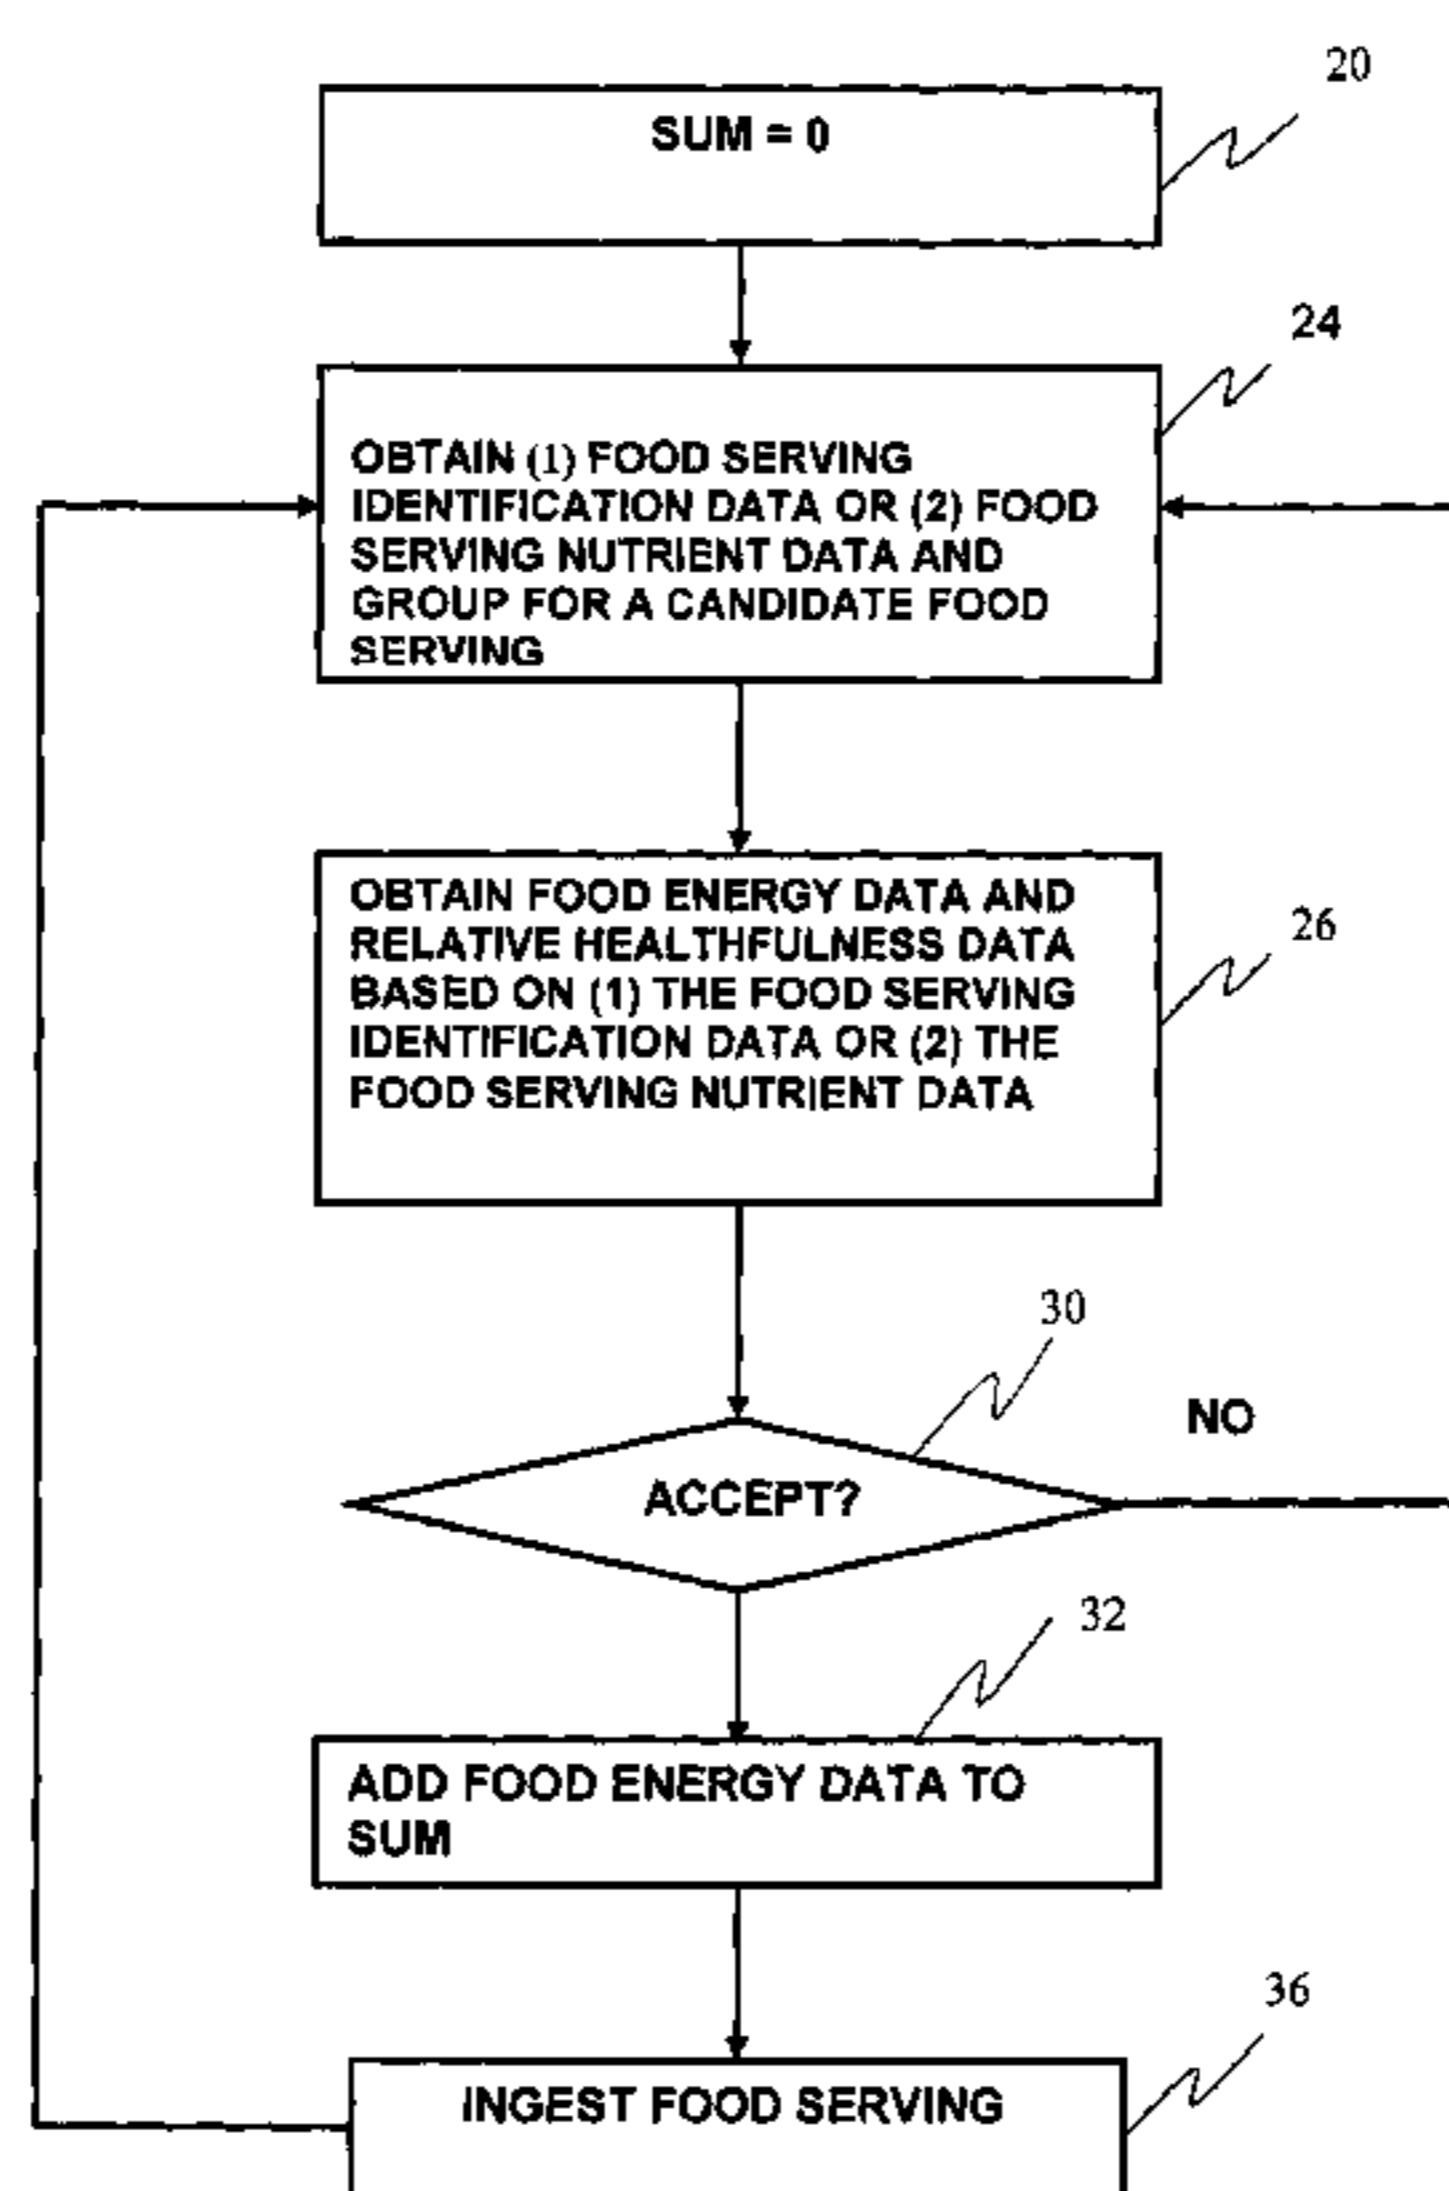 20
SUM = 0
24
OBTAIN (1) FOOD SERVING
IDENTIFICATION DATA OR (2) FOOD
SERVING NUTRIENT DATA AND
GROUP FOR A CANDIDATE FOOD
SERVING
OBTAIN FOOD ENERGY DATA AND
RELATIVE HEALTHFULNESS DATA
BASED ON (1) THE FOOD SERVING
IDENTIFICATION DATA OR (2) THE
FOOD SERVING NUTRIENT DATA
26
30
NO
ACCEPT?
32
ADD FOOD ENERGY DATA TO
SUM
36
INGEST FOOD SERVING